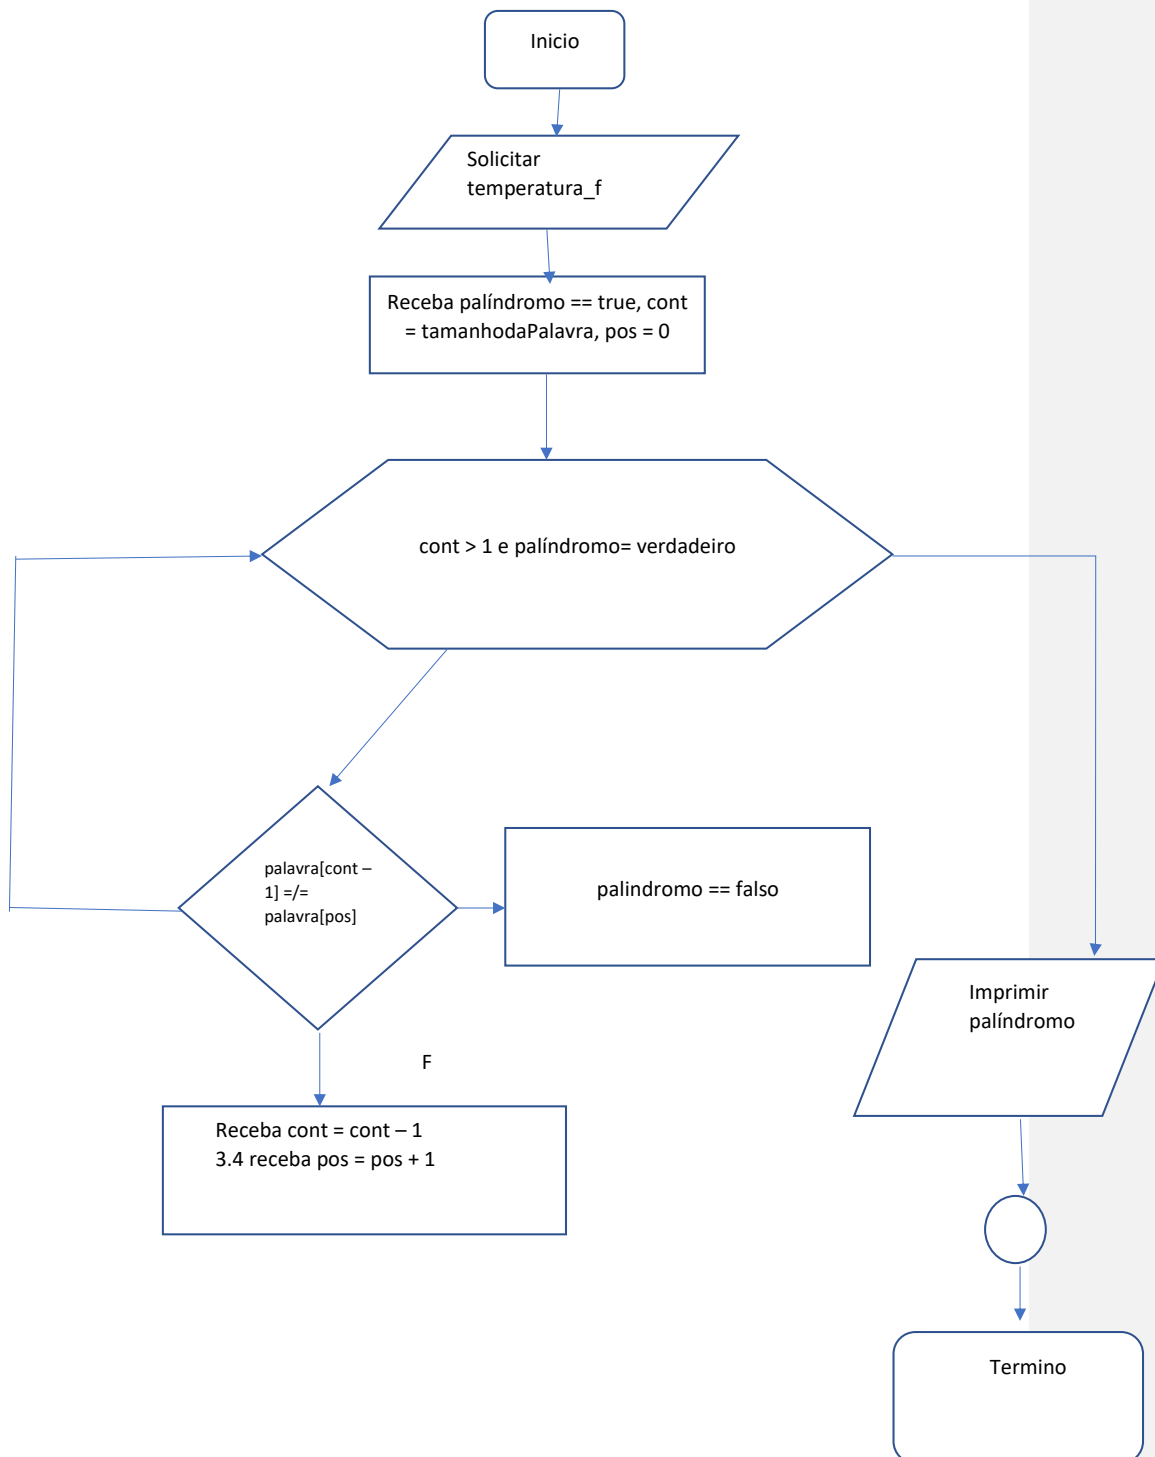 Inicio
Solicitar
temperatura_f
Receba palíndromo == true, cont
= tamanhodaPalavra, pos = 0
cont > 1 e palíndromo= verdadeiro
palavra[cont –
1] =/=
palavra[pos]
palindromo == falso
Imprimir
palíndromo
F
Receba cont = cont – 1
3.4 receba pos = pos + 1
Termino